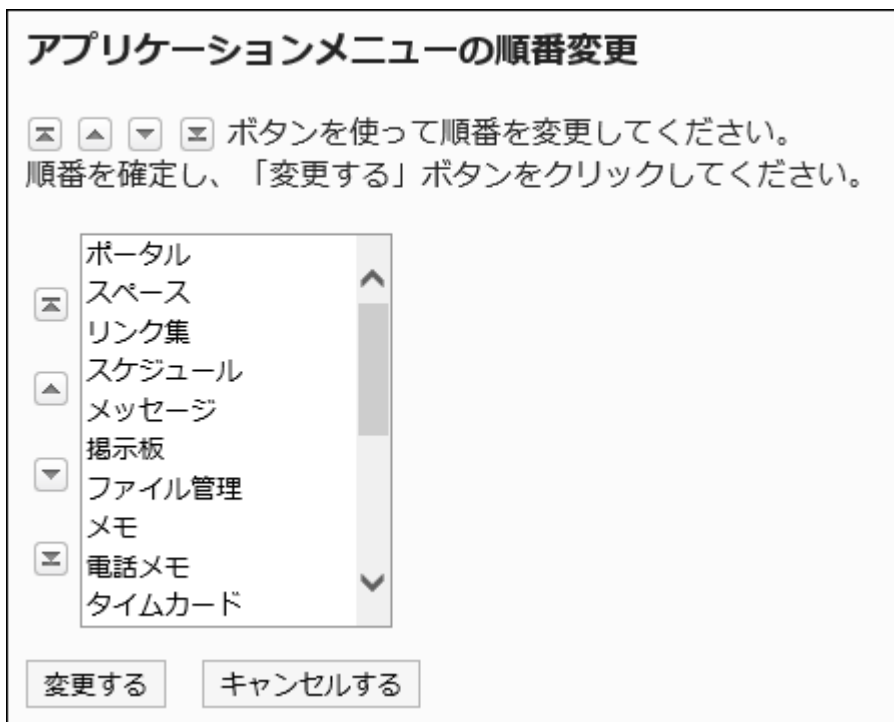 アプリケーションメニューの順番変更
ボタンを使って順番を変更してください。
順番を確定し、「変更する」ボタンをクリックしてください。
ポータル
スペース
リンク集
スケジュール
メッセージ
掲示板
ファイル管理
メモ
電話メモ
タイムカード
変更する
キャンセルする